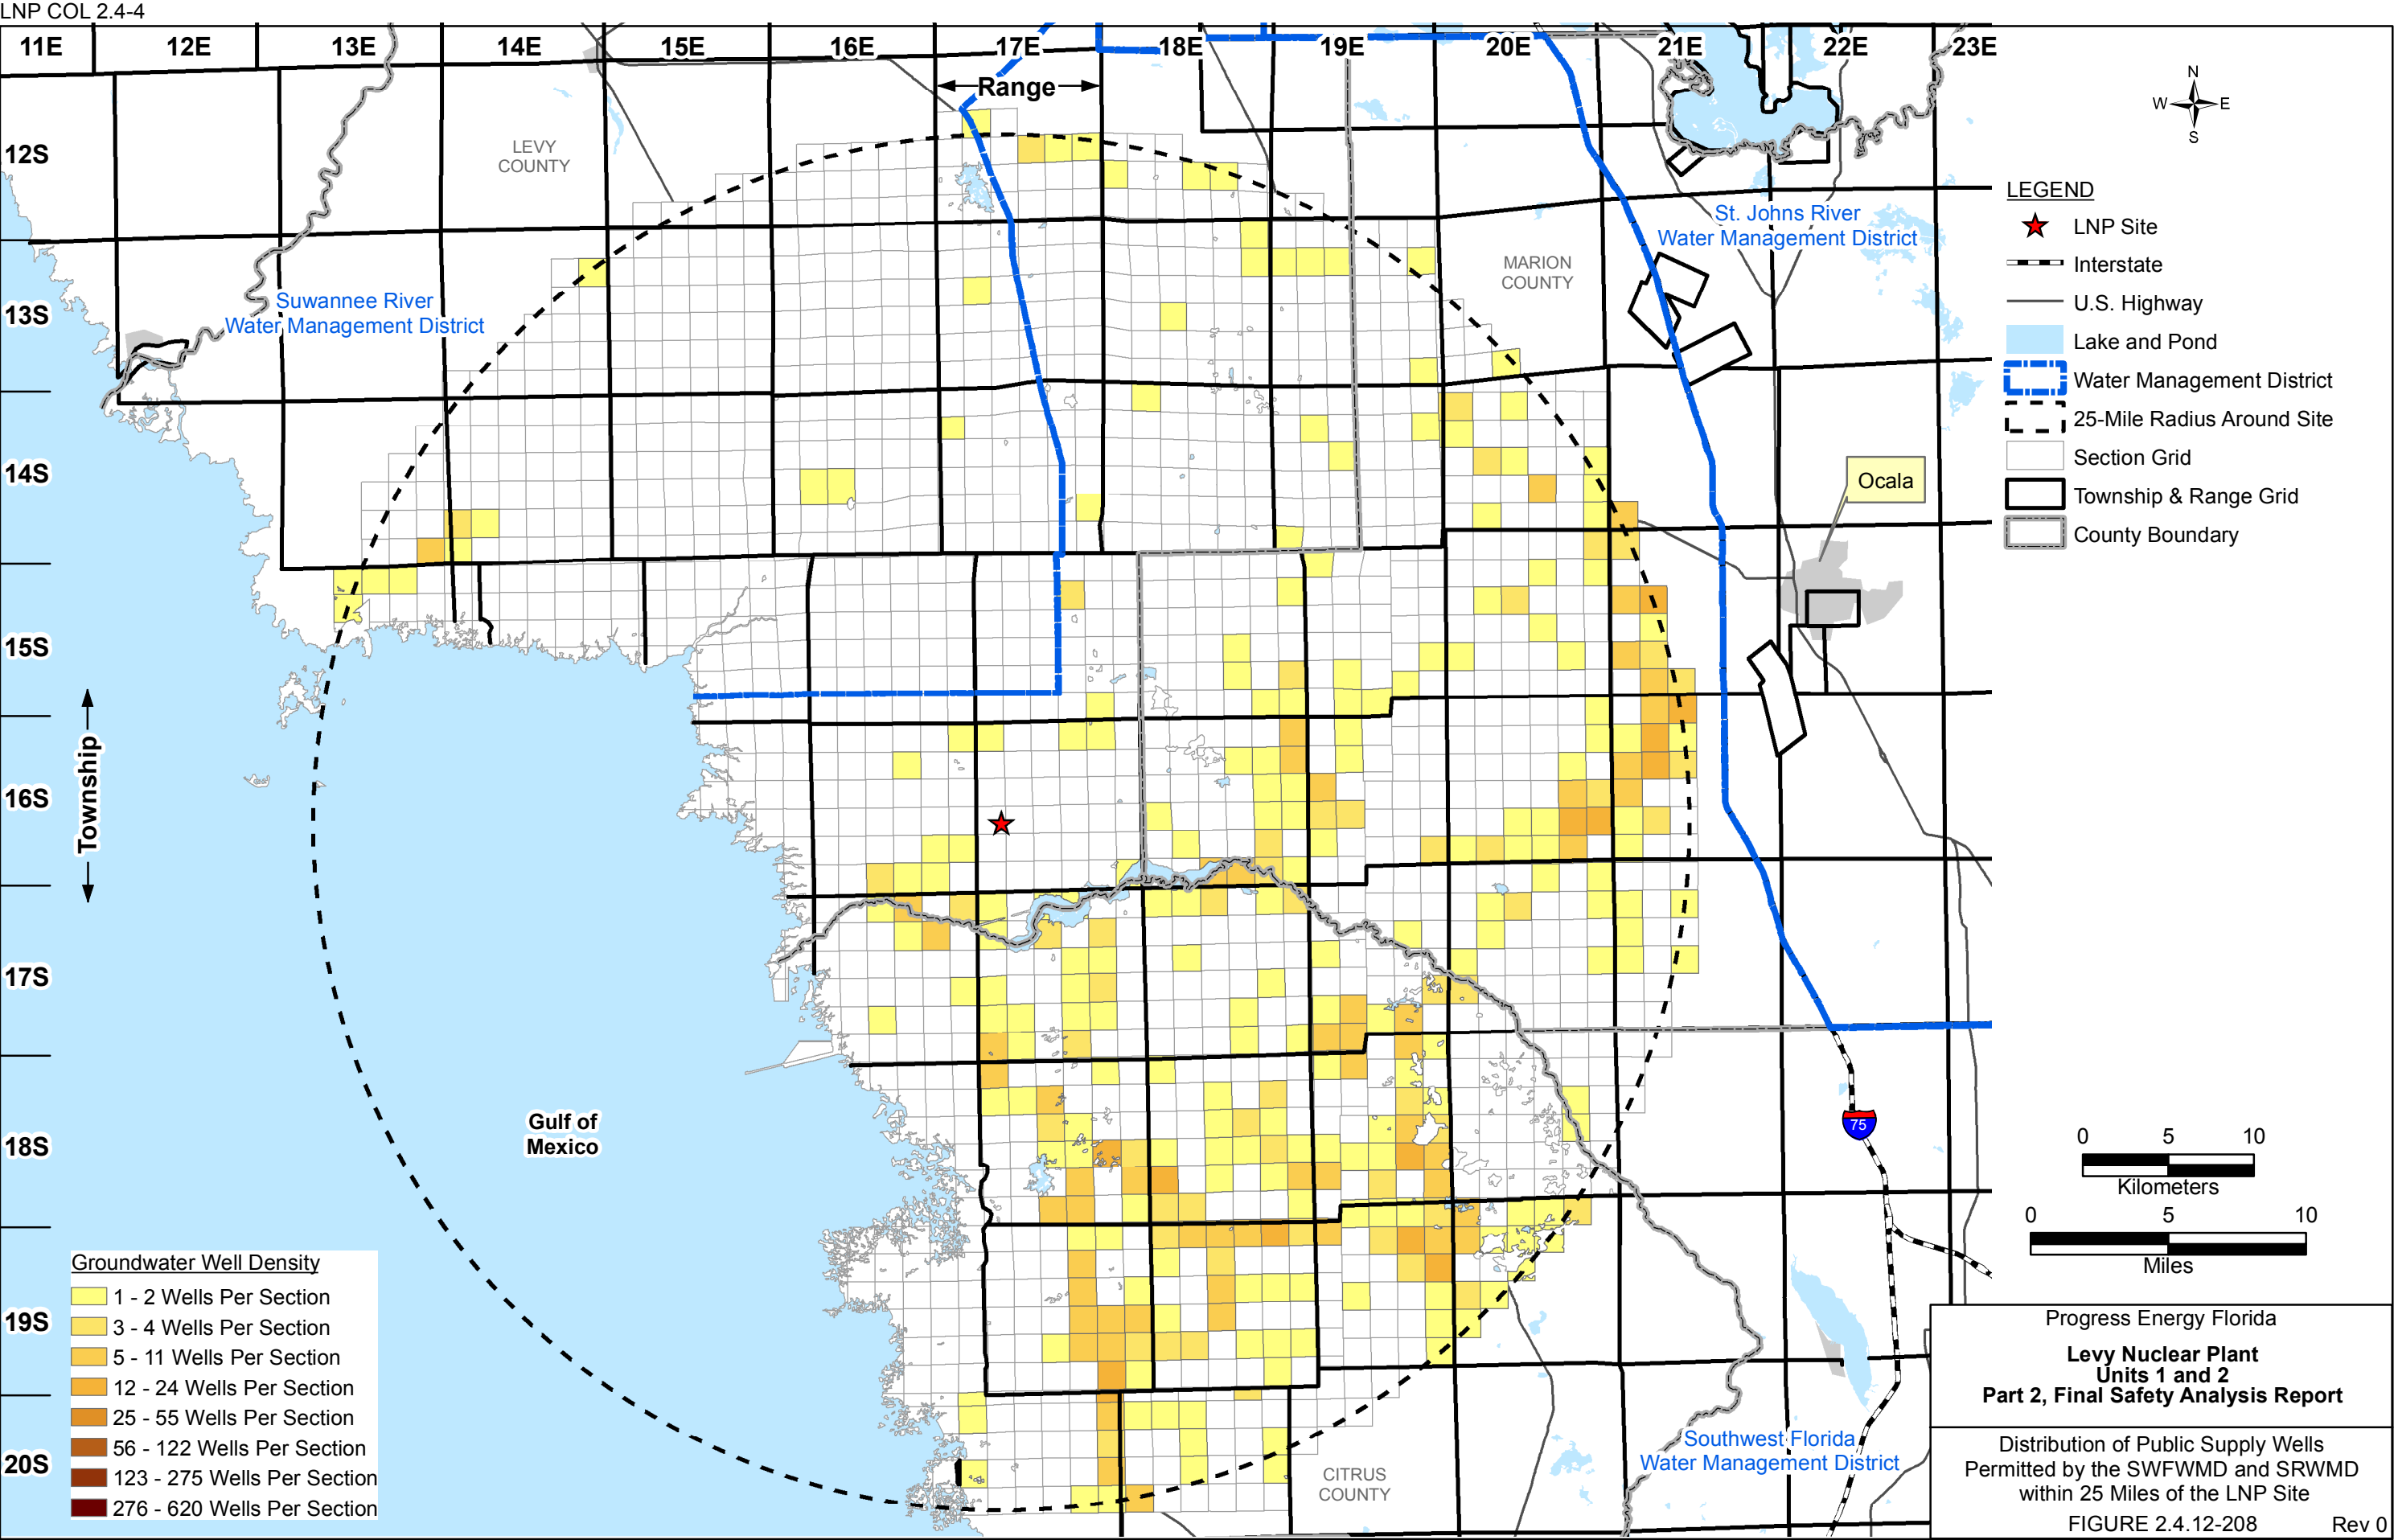 LNP COL 2.4-4
11E 12E 13E 14E 15E 16E 17E 18E 19E 20E 21E 22E 23E
Range
N
W E
S
12S
13S
14S
15S
16S
17S
18S
19S
20S
Township
LEVY
COUNTY
Suwannee River
Water Management District
St. Johns River
Water Management District
MARION
COUNTY
Ocala
Gulf of
Mexico
75
CITRUS
COUNTY
Southwest Florida
Water Management District
LEGEND
LNP Site
Interstate
U.S. Highway
Lake and Pond
Water Management District
25-Mile Radius Around Site
Section Grid
Township & Range Grid
County Boundary
0 5 10
Kilometers
0 5 10
Miles
Groundwater Well Density
1 - 2 Wells Per Section
3 - 4 Wells Per Section
5 - 11 Wells Per Section
12 - 24 Wells Per Section
25 - 55 Wells Per Section
56 - 122 Wells Per Section
123 - 275 Wells Per Section
276 - 620 Wells Per Section
Progress Energy Florida
Levy Nuclear Plant
Units 1 and 2
Part 2, Final Safety Analysis Report
Distribution of Public Supply Wells
Permitted by the SWFWMD and SRWMD
within 25 Miles of the LNP Site
FIGURE 2.4.12-208 Rev 0